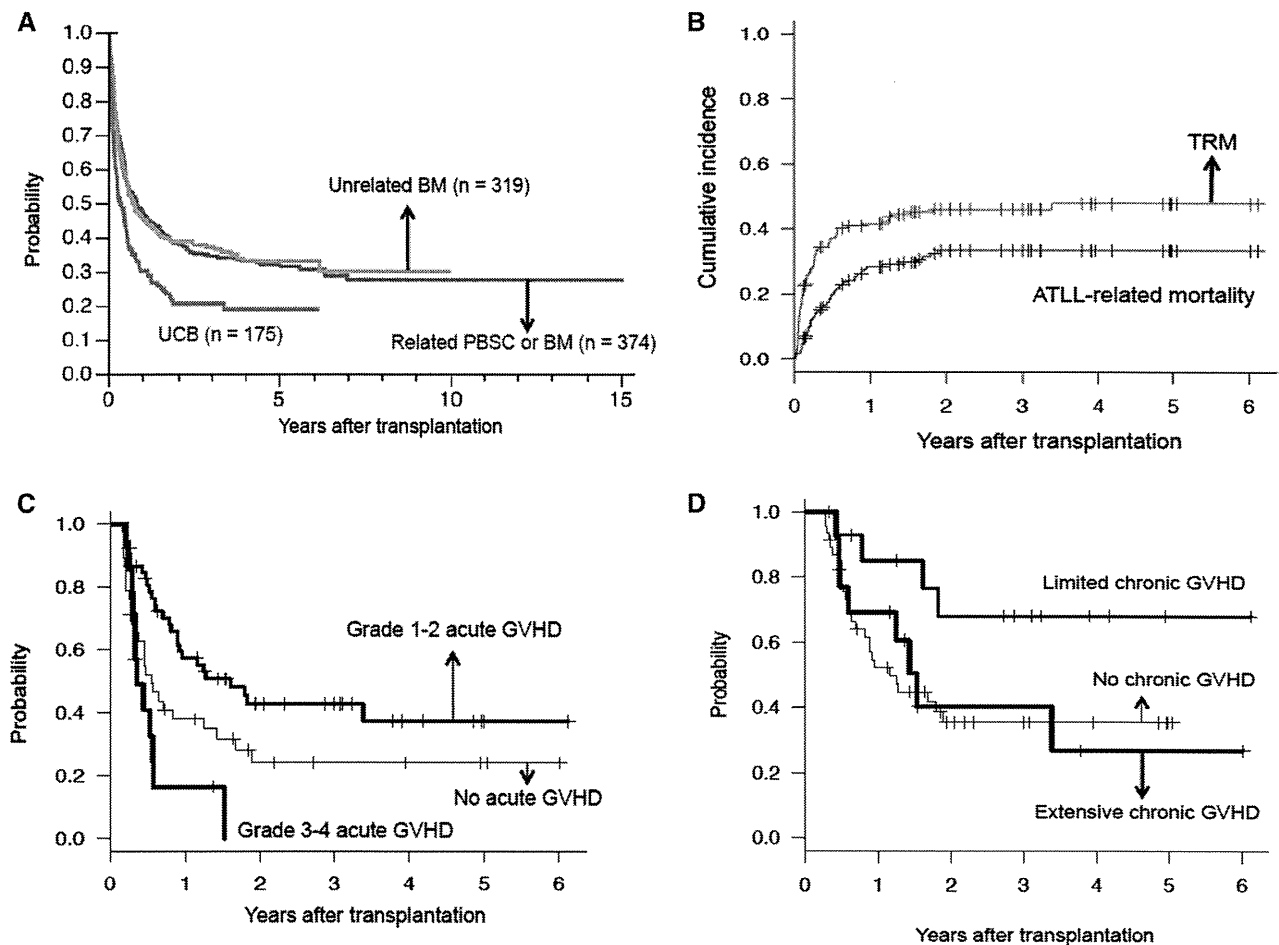 A
1.0
0.9
0.8
0.7
0.6
0.5
0.4
0.3
0.2
0.1
0.0
Probability
Unrelated BM (n = 319)
UCB (n = 175)
Related PBSC or BM (n = 374)
0 5 10 15
Years after transplantation
B
1.0
0.8
0.6
0.4
0.2
0.0
Cumulative incidence
TRM
ATLL-related mortality
0 1 2 3 4 5 6
Years after transplantation
C
1.0
0.8
0.6
0.4
0.2
0.0
Probability
Grade 1-2 acute GVHD
No acute GVHD
Grade 3-4 acute GVHD
0 1 2 3 4 5 6
Years after transplantation
D
1.0
0.8
0.6
0.4
0.2
0.0
Probability
Limited chronic GVHD
No chronic GVHD
Extensive chronic GVHD
0 1 2 3 4 5 6
Years after transplantation